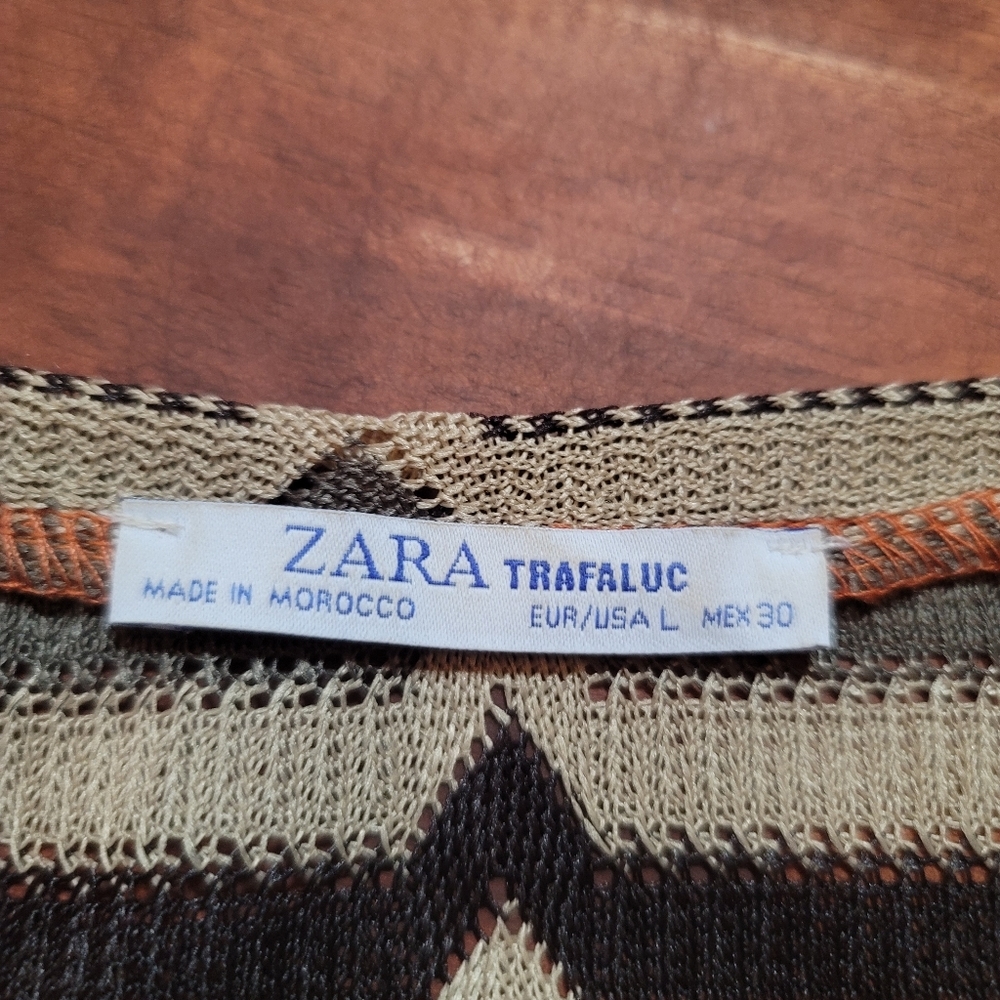 ZARA TRAFALUC
MADE IN MOROCCO EUR/USA L MEX 30